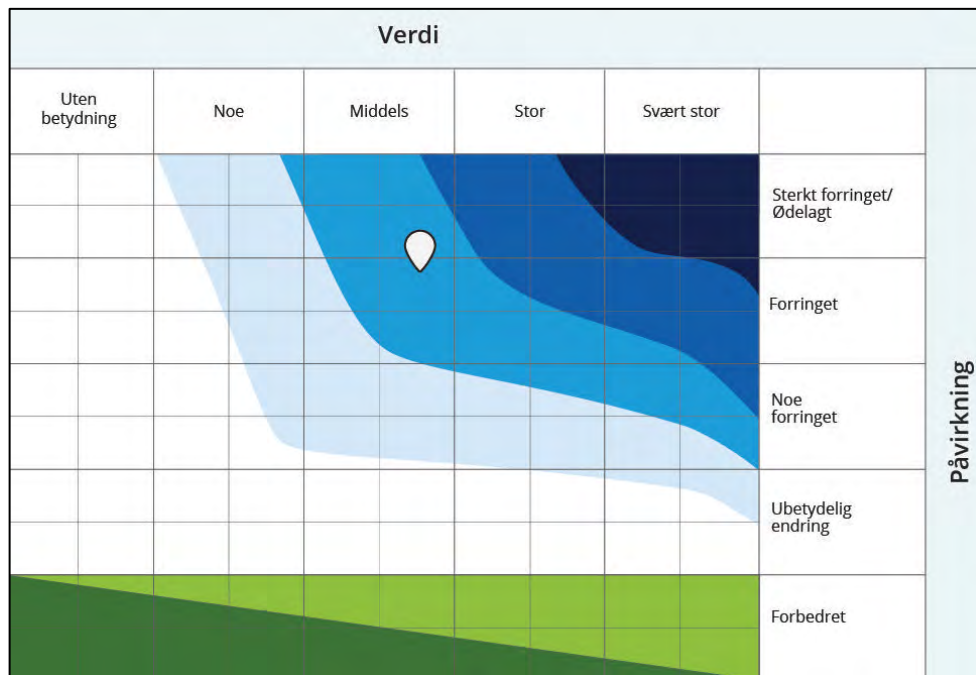 Verdi
Uten
betydning
Noe
Middels
Stor
Svært stor
Sterkt forringet/
Ødelagt
Forringet
Noe
forringet
Ubetydelig
endring
Forbedret
Påvirkning